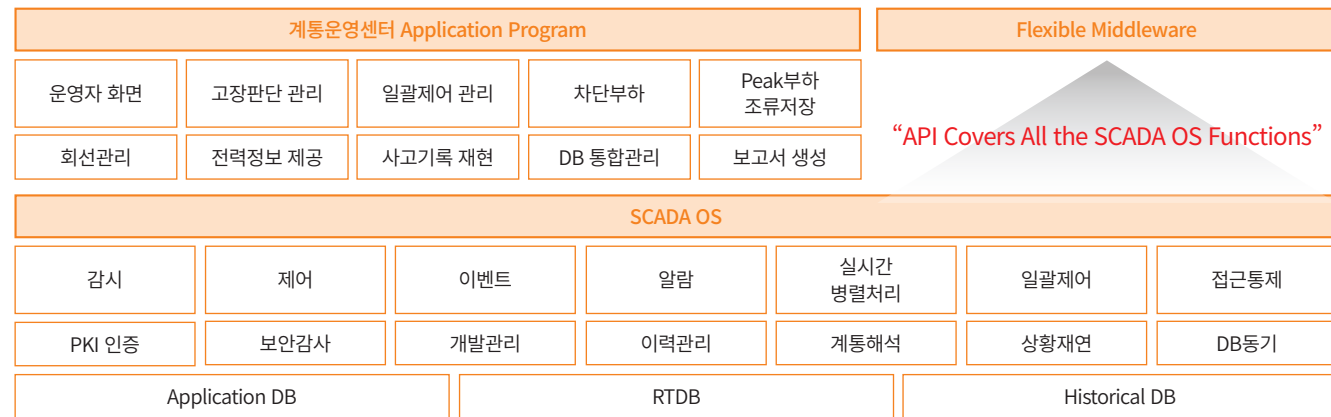 계통운영센터 Application Program
Flexible Middleware
운영자 화면
고장판단 관리
일괄제어 관리
차단부하
Peak부하
조류저장
회선관리
전력정보 제공
사고기록 재현
DB 통합관리
보고서 생성
“API Covers All the SCADA OS Functions”
SCADA OS
감시
제어
이벤트
알람
실시간
병렬처리
일괄제어
접근통제
PKI 인증
보안감사
개발관리
이력관리
계통해석
상황재연
DB동기
Application DB
RTDB
Historical DB